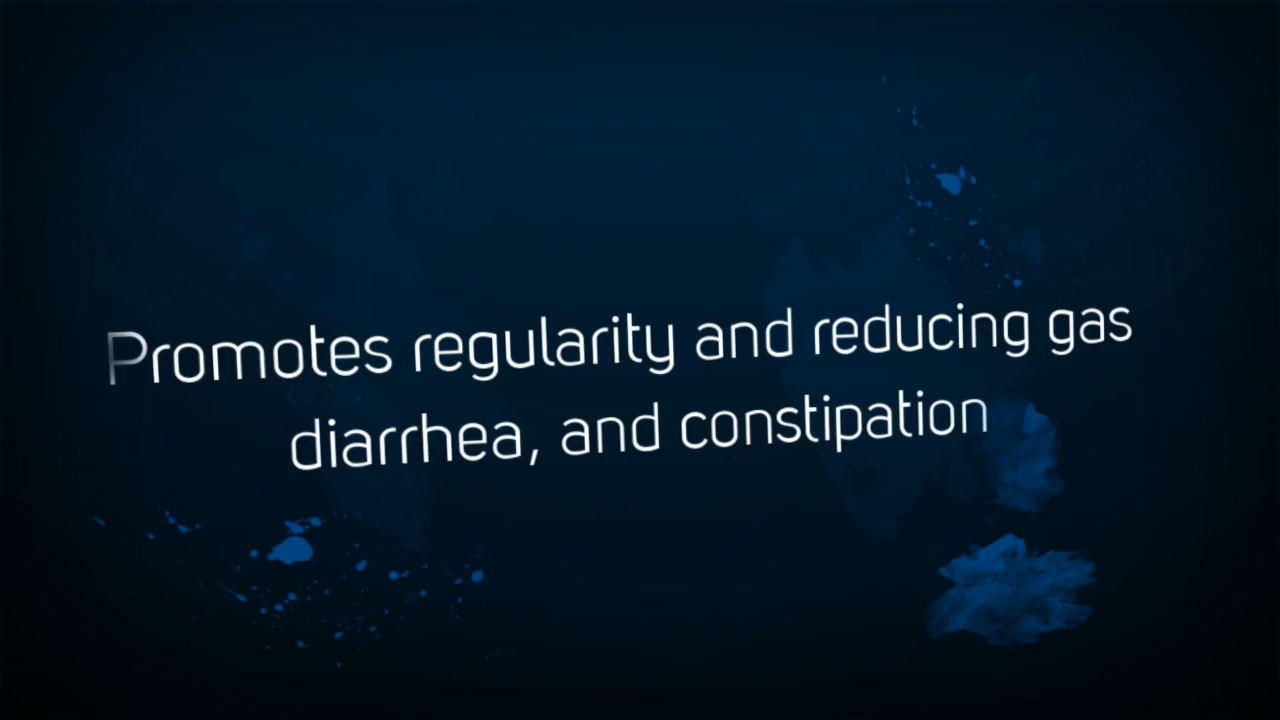 Promotes regularity and reducing gas
diarrhea, and constipation